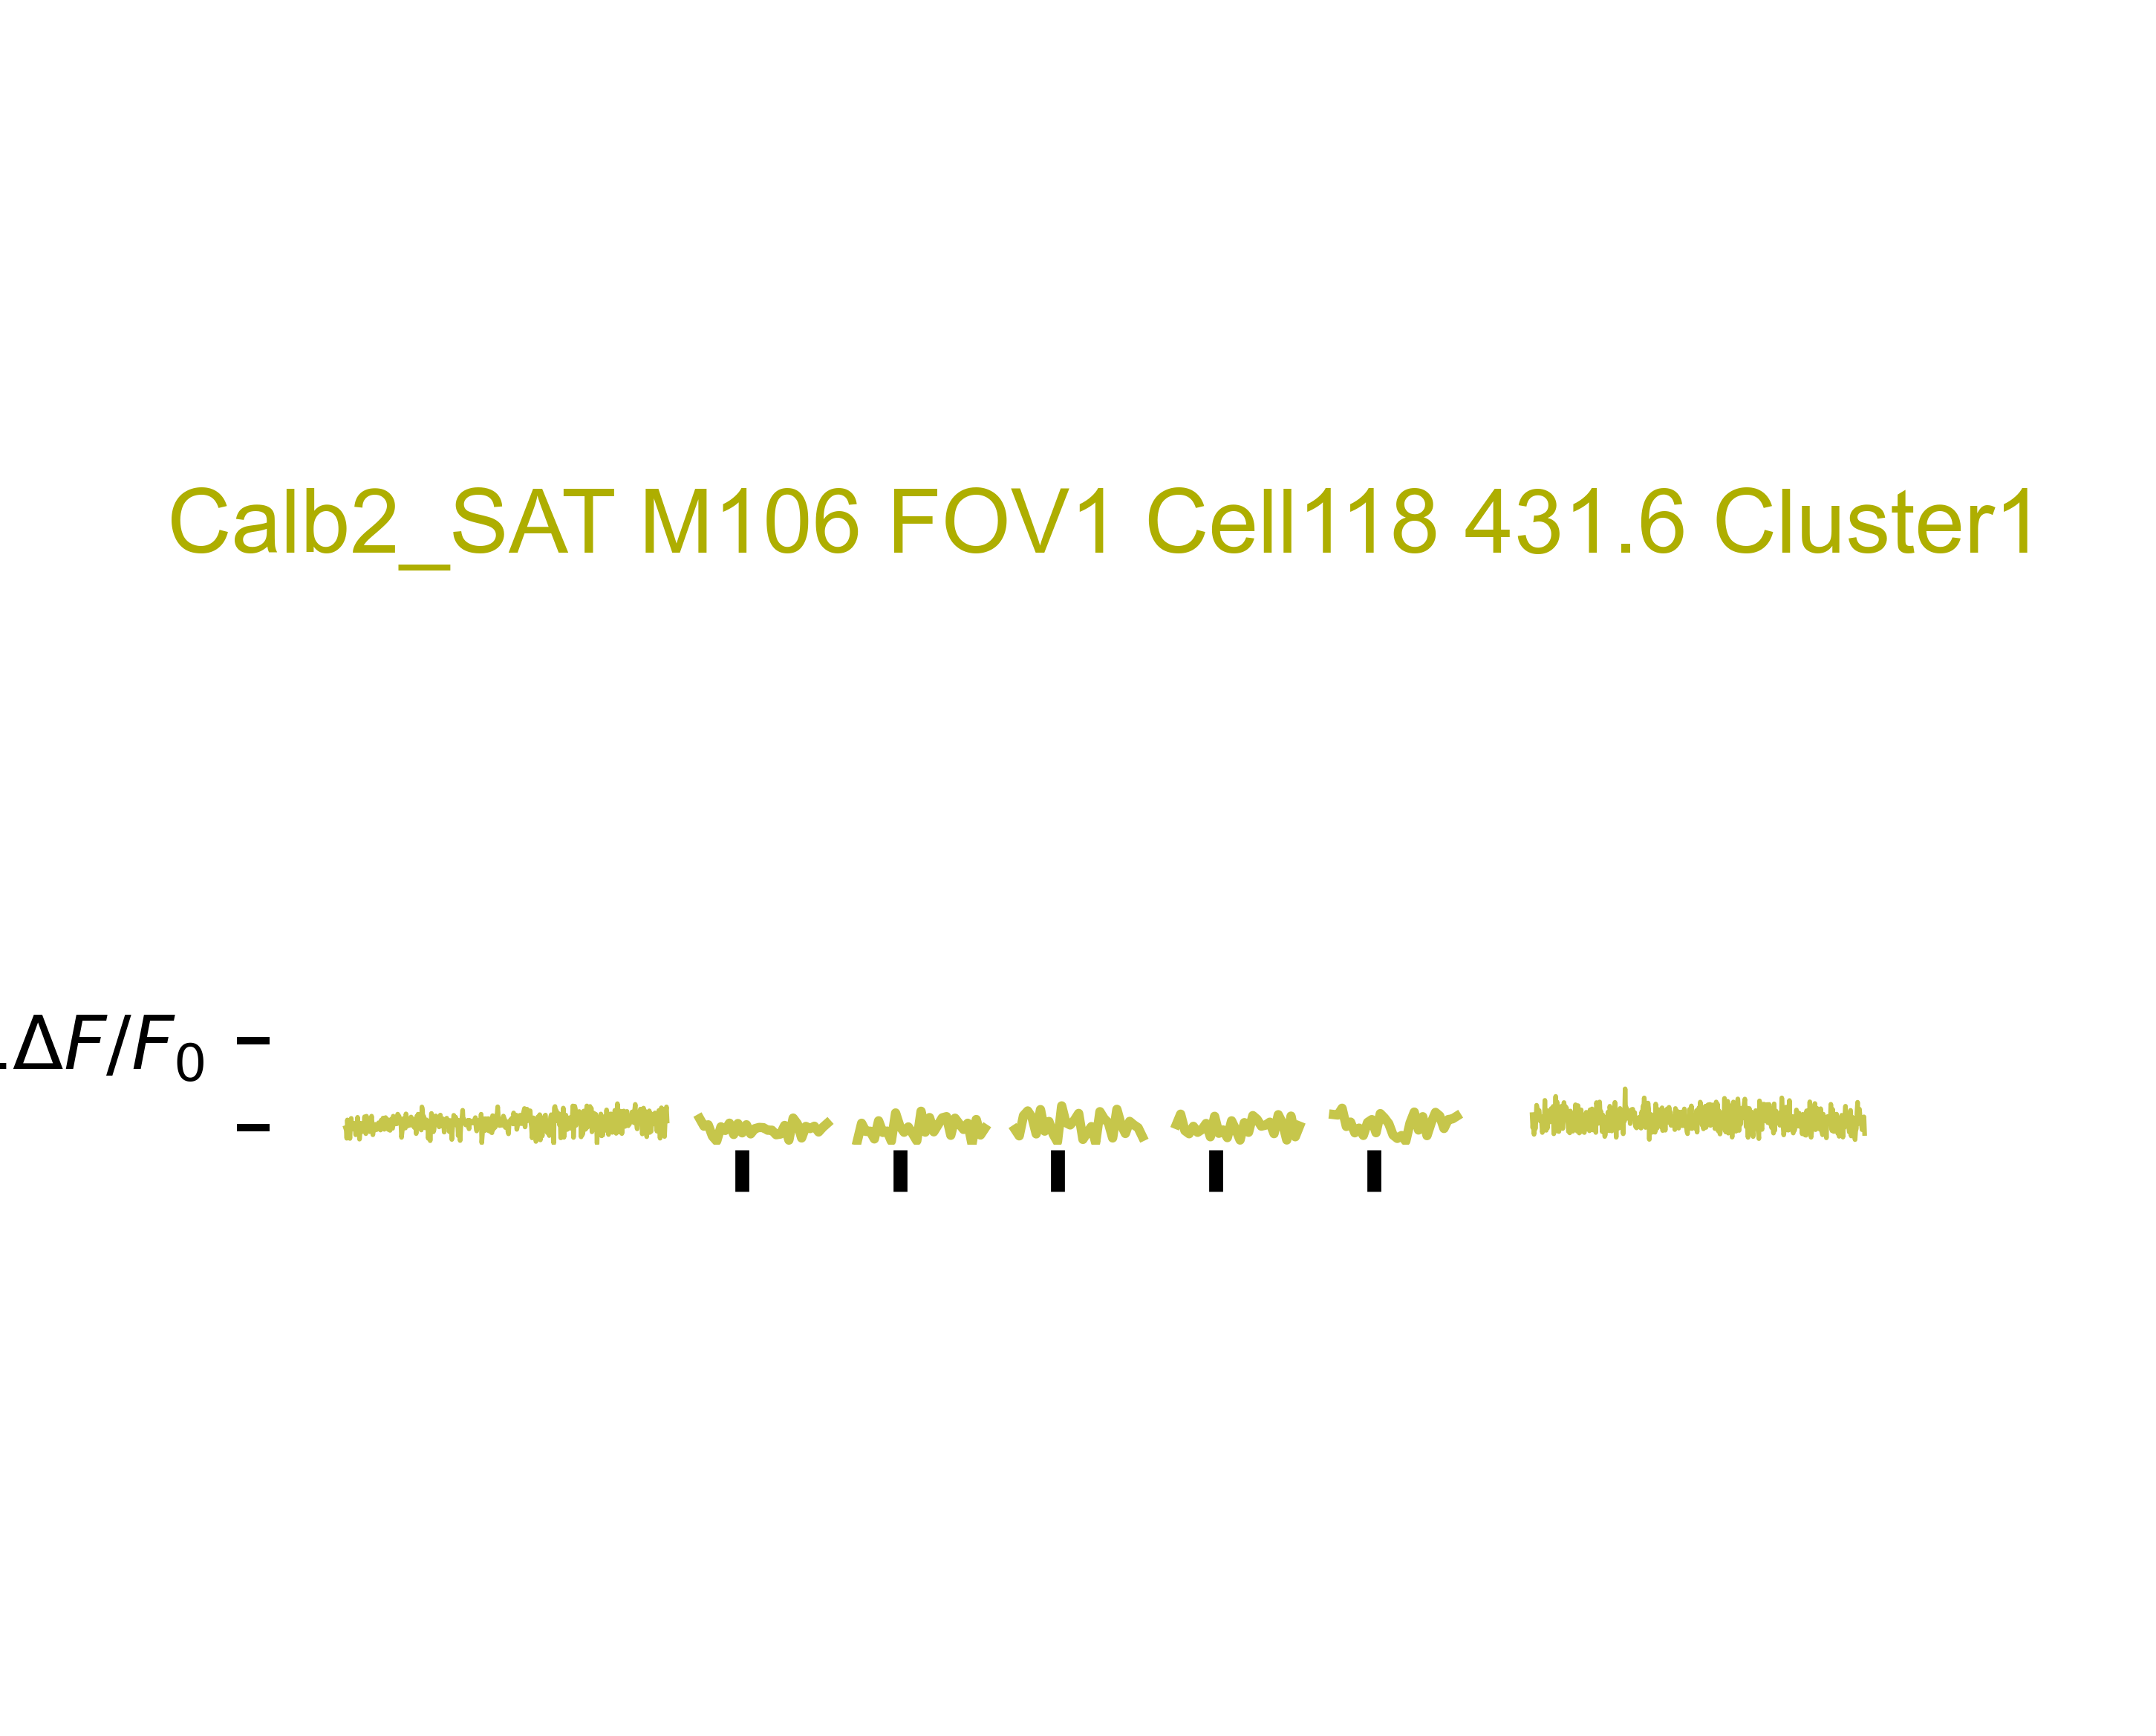 Calb2_SAT M106 FOV1 Cell118 431.6 Cluster1
.ΔF/F₀